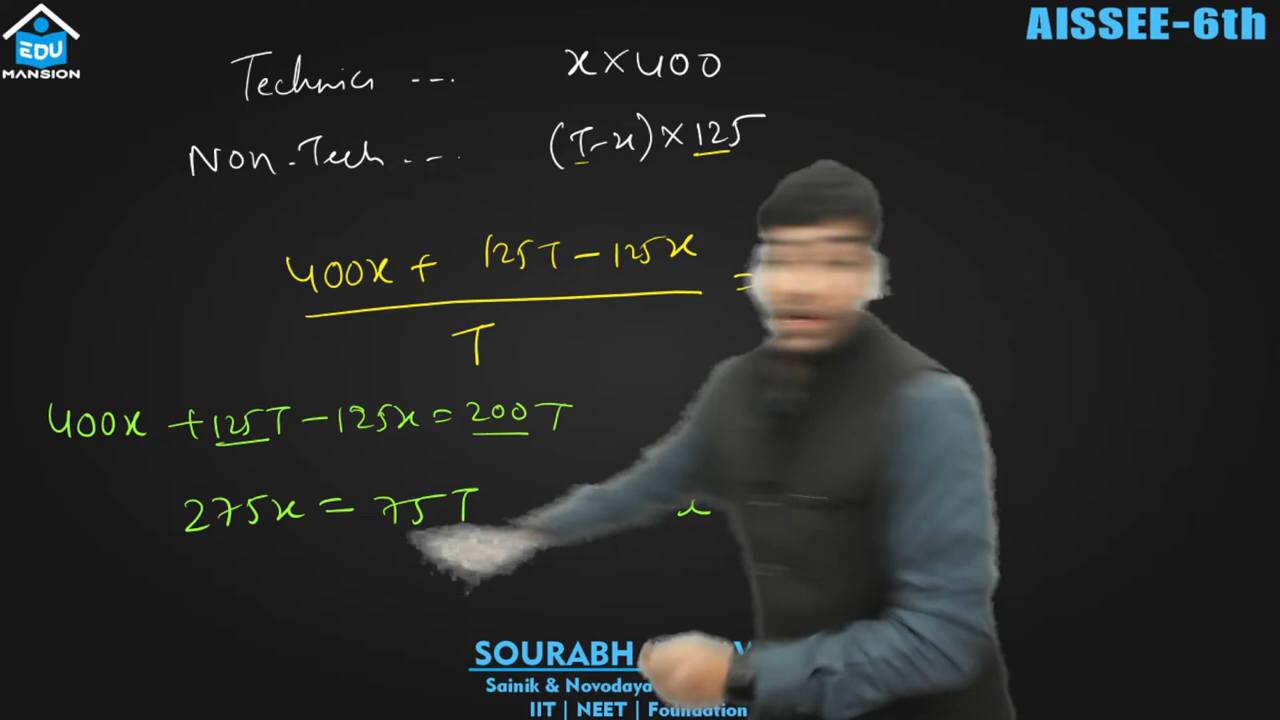 EDU
MANSION
AISSEE-6th
Technics --- x×400
Non-Tech --- (T-x)×125
400x + 125T - 125x =
T
400x + 125T - 125x = 200T
275x = 75T x
SOURABH
Sainik & Novodaya
IIT | NEET | Foundation